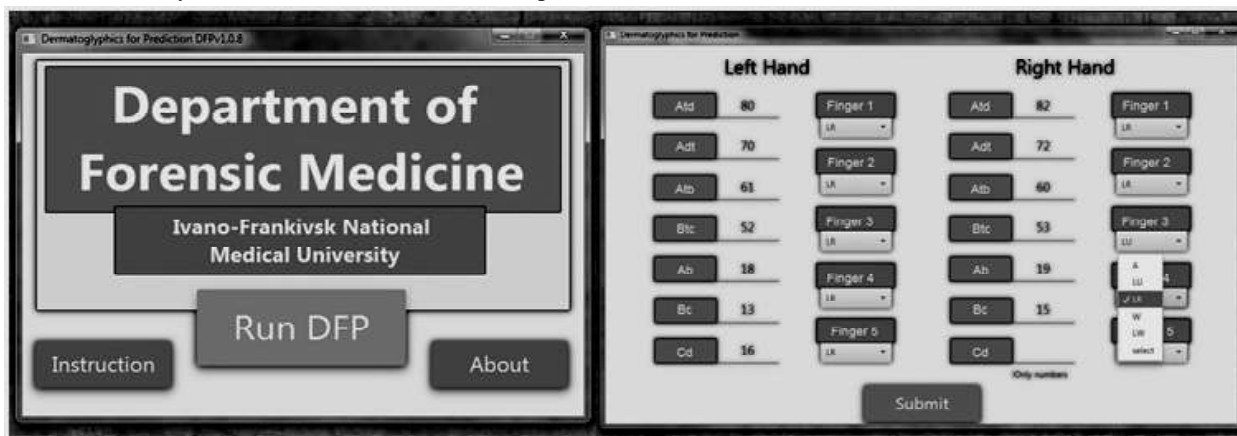 Dermatoglyphics for Prediction DFPv1.0.8
Department of
Forensic Medicine
Ivano-Frankivsk National
Medical University
Run DFP
Instruction
About
Dermatoglyphics for Prediction
Left Hand
Right Hand
Atd 80 Finger 1 Atd 82 Finger 1
LR LR
Adt 70 Finger 2 Adt 72 Finger 2
LR LR
Atb 61 Atb 60
Btc 52 Finger 3 Btc 53 Finger 3
LR LU
Ab 18 Finger 4 Ab 19 A
LU 4
LR ✓ LR
Bc 13 Finger 5 Bc 15 W
LR LW 5
Cd 16 Cd select
!Only numbers
Submit